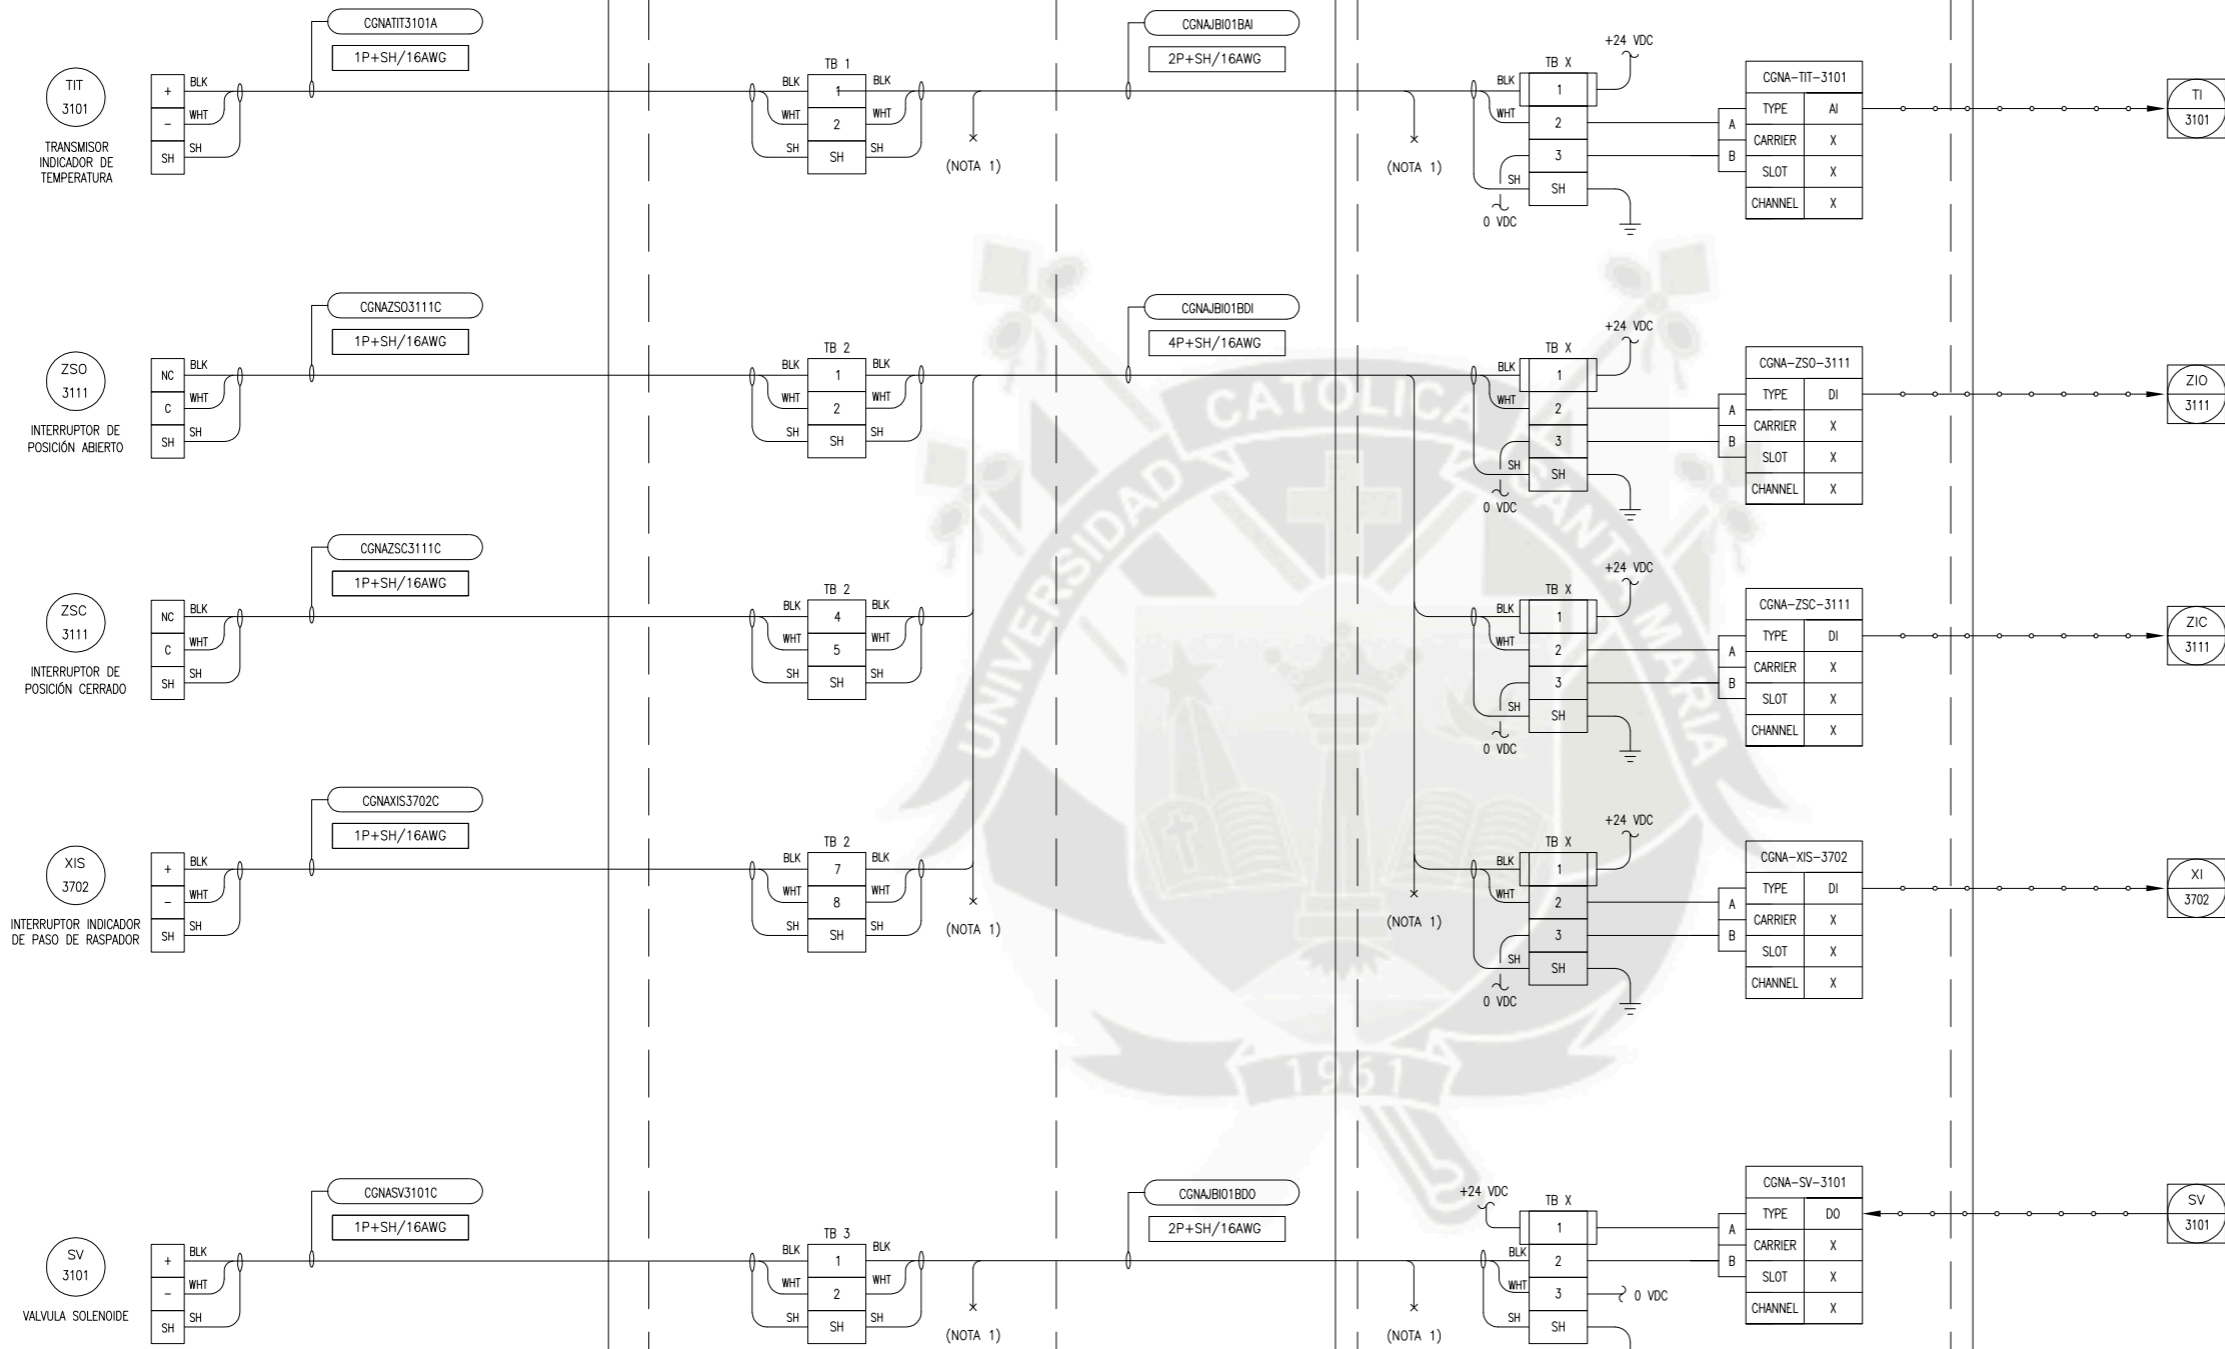 CGNATIT3101A
1P+SH/16AWG
CGNAJBI01BAI
2P+SH/16AWG
TIT
3101
TRANSMISOR
INDICADOR DE
TEMPERATURA
+
-
SH
BLK
WHT
SH
TB 1
BLK
WHT
SH
1
2
SH
BLK
WHT
SH
(NOTA 1)
(NOTA 1)
TB X
+24 VDC
BLK
WHT
SH
1
2
3
SH
0 VDC
A
B
CGNA-TIT-3101
TYPE AI
CARRIER X
SLOT X
CHANNEL X
TI
3101
CGNAZSO3111C
1P+SH/16AWG
CGNAJBI01BDI
4P+SH/16AWG
ZSO
3111
INTERRUPTOR DE
POSICIÓN ABIERTO
NC
C
SH
BLK
WHT
SH
TB 2
BLK
WHT
SH
1
2
SH
BLK
WHT
SH
TB X
+24 VDC
BLK
WHT
SH
1
2
3
SH
0 VDC
A
B
CGNA-ZSO-3111
TYPE DI
CARRIER X
SLOT X
CHANNEL X
ZIO
3111
CGNAZSC3111C
1P+SH/16AWG
ZSC
3111
INTERRUPTOR DE
POSICIÓN CERRADO
NC
C
SH
BLK
WHT
SH
TB 2
BLK
WHT
SH
4
5
SH
BLK
WHT
SH
TB X
+24 VDC
BLK
WHT
SH
1
2
3
SH
0 VDC
A
B
CGNA-ZSC-3111
TYPE DI
CARRIER X
SLOT X
CHANNEL X
ZIC
3111
CGNAXIS3702C
1P+SH/16AWG
XIS
3702
INTERRUPTOR INDICADOR
DE PASO DE RASPADOR
+
-
SH
BLK
WHT
SH
TB 2
BLK
WHT
SH
7
8
SH
BLK
WHT
SH
(NOTA 1)
(NOTA 1)
TB X
+24 VDC
BLK
WHT
SH
1
2
3
SH
0 VDC
A
B
CGNA-XIS-3702
TYPE DI
CARRIER X
SLOT X
CHANNEL X
XI
3702
CGNASV3101C
1P+SH/16AWG
CGNAJBI01BDO
2P+SH/16AWG
SV
3101
VALVULA SOLENOIDE
+
-
SH
BLK
WHT
SH
TB 3
BLK
WHT
SH
1
2
SH
BLK
WHT
SH
(NOTA 1)
(NOTA 1)
+24 VDC
TB X
BLK
WHT
SH
1
2
3
SH
0 VDC
A
B
CGNA-SV-3101
TYPE DO
CARRIER X
SLOT X
CHANNEL X
SV
3101
UNIVERSIDAD CATOLICA SANTA MARIA
1961